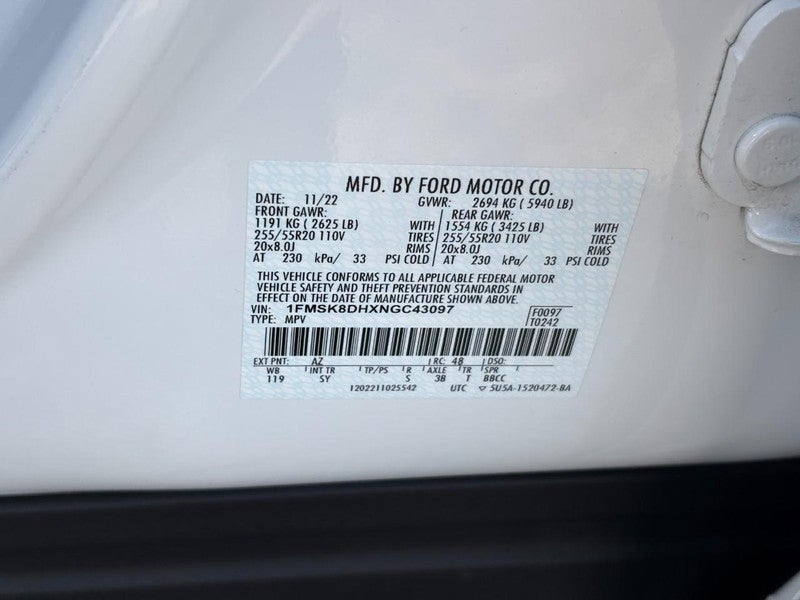 MFD. BY FORD MOTOR CO.
DATE: 11/22 GVWR: 2694 KG ( 5940 LB)
FRONT GAWR: REAR GAWR:
1191 KG ( 2625 LB) WITH 1554 KG ( 3425 LB) WITH
255/55R20 110V TIRES 255/55R20 110V TIRES
20x8.0J RIMS 20x8.0J RIMS
AT 230 kPa/ 33 PSI COLD AT 230 kPa/ 33 PSI COLD
THIS VEHICLE CONFORMS TO ALL APPLICABLE FEDERAL MOTOR
VEHICLE SAFETY AND THEFT PREVENTION STANDARDS IN
EFFECT ON THE DATE OF MANUFACTURE SHOWN ABOVE.
VIN: 1FMSK8DHXNGC43097 F0097
TYPE: MPV T0242
EXT PNT: AZ RC: 48 DSO:
WB INT TR TP/PS R AXLE TR SPR
119 SY S 3B T BBCC
1202211025542 UTC ▽ 5U5A-1520472-BA